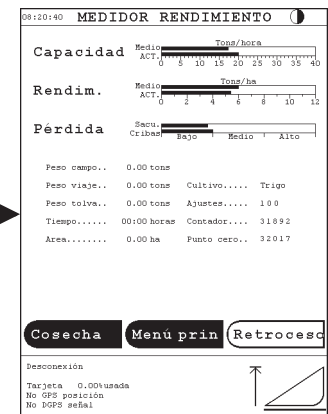 08:20:40 MEDIDOR RENDIMIENTO
Tons/hora
Capacidad Medio
ACT.
0 5 10 15 20 25 30 35 40
Tons/ha
Rendim. Medio
ACT.
0 2 4 6 8 10 12
Pérdida Sacu.
Cribas
Bajo Medio Alto
Peso campo.. 0.00 tons
Peso viaje.. 0.00 tons Cultivo..... Trigo
Peso tolva.. 0.00 tons Ajustes..... 100
Tiempo...... 00:00 horas Contador.... 31892
Area........ 0.00 ha Punto cero.. 32017
Cosecha Menú prin Retroceso
Desconexión
Tarjeta 0.00%usada
No GPS posición
No DGPS señal